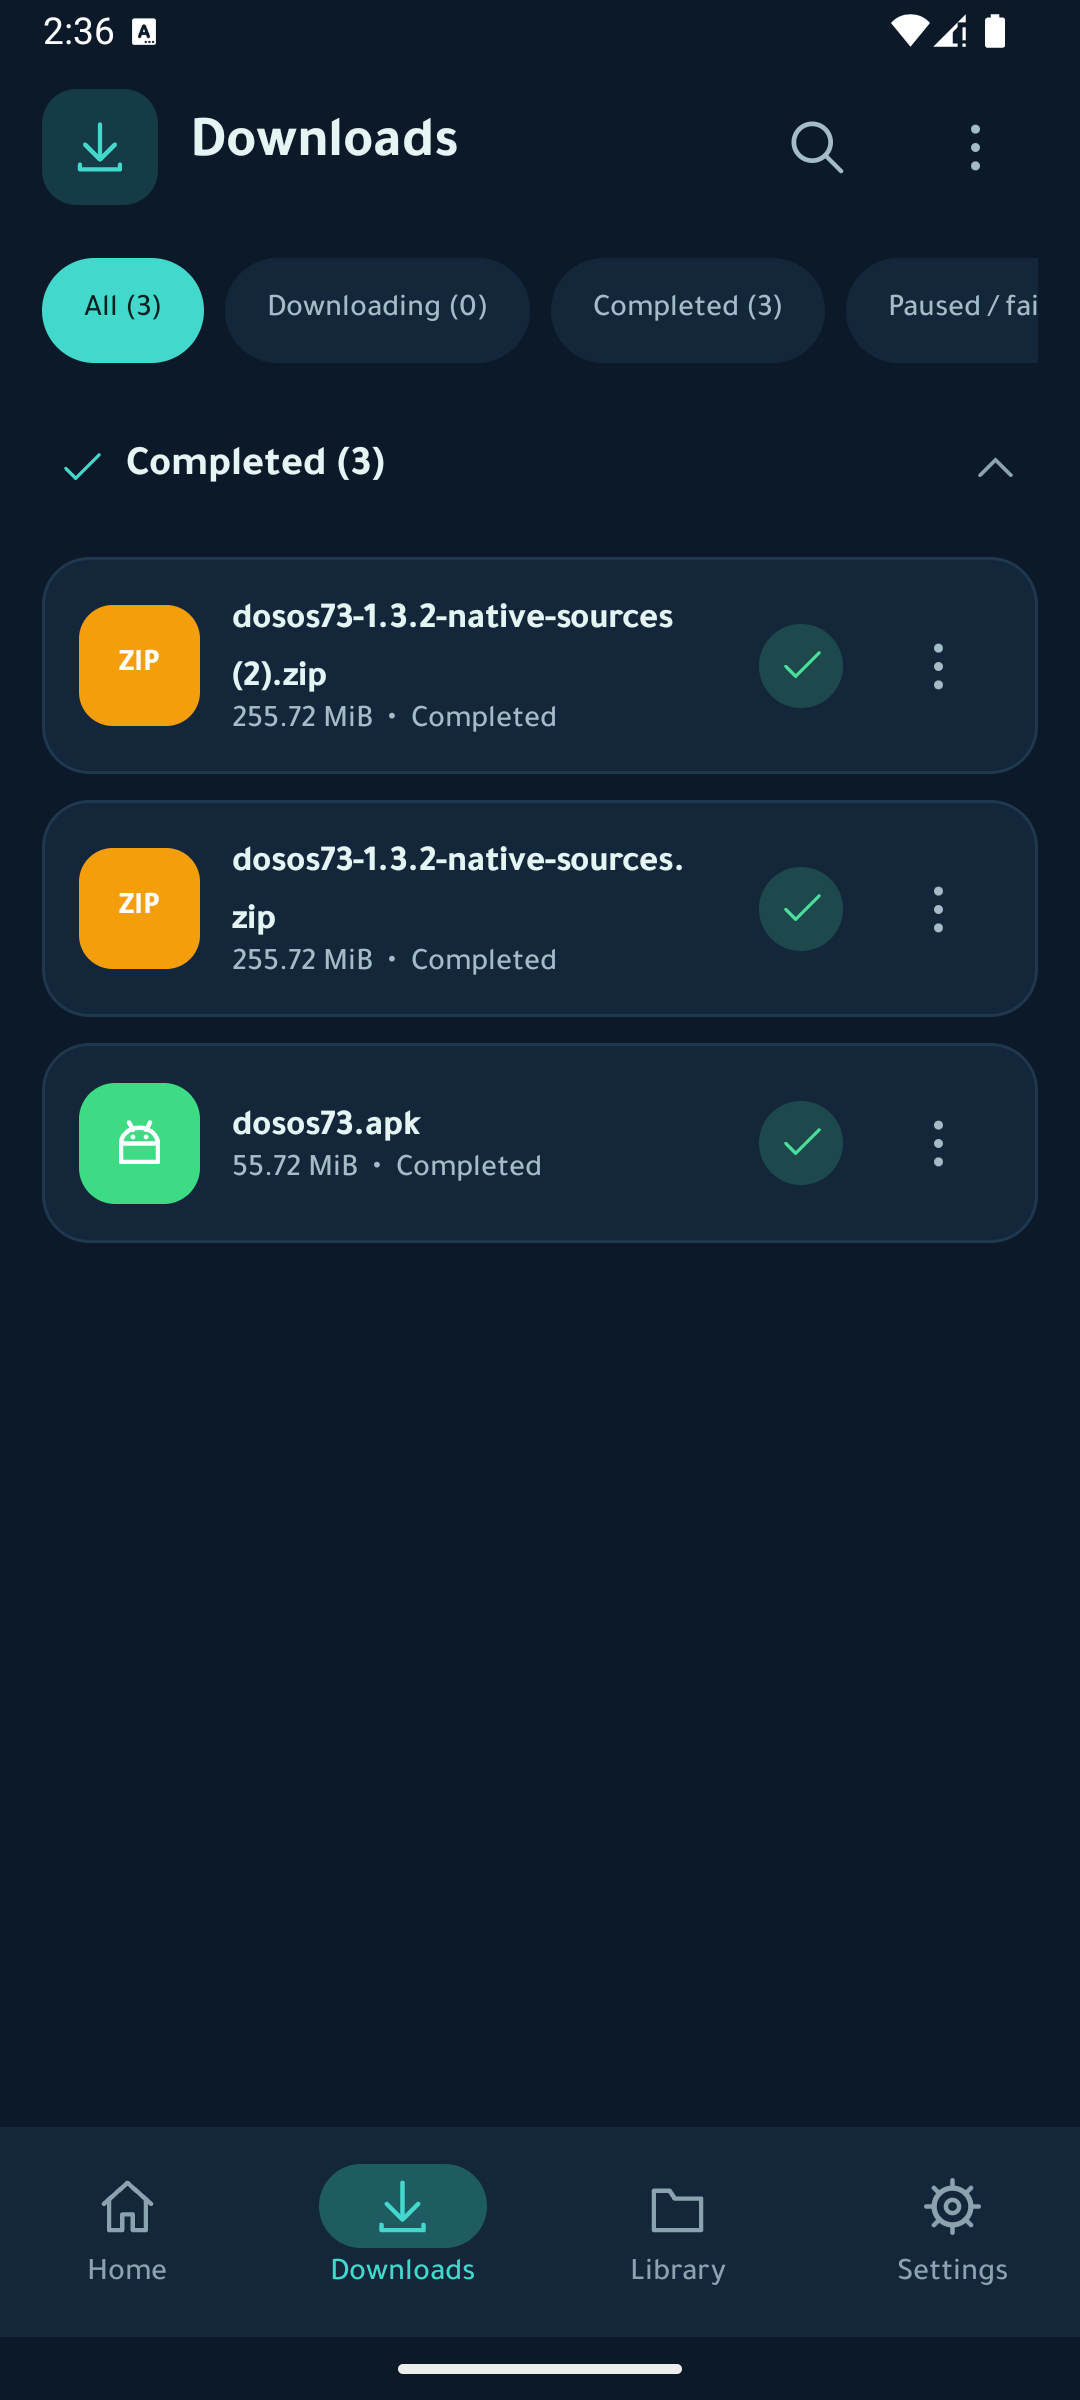 2:36
Downloads
All (3)
Downloading (0)
Completed (3)
Paused / fai
Completed (3)
ZIP
dosos73-1.3.2-native-sources
(2).zip
255.72 MiB • Completed
ZIP
dosos73-1.3.2-native-sources.
zip
255.72 MiB • Completed
dosos73.apk
55.72 MiB • Completed
Home
Downloads
Library
Settings